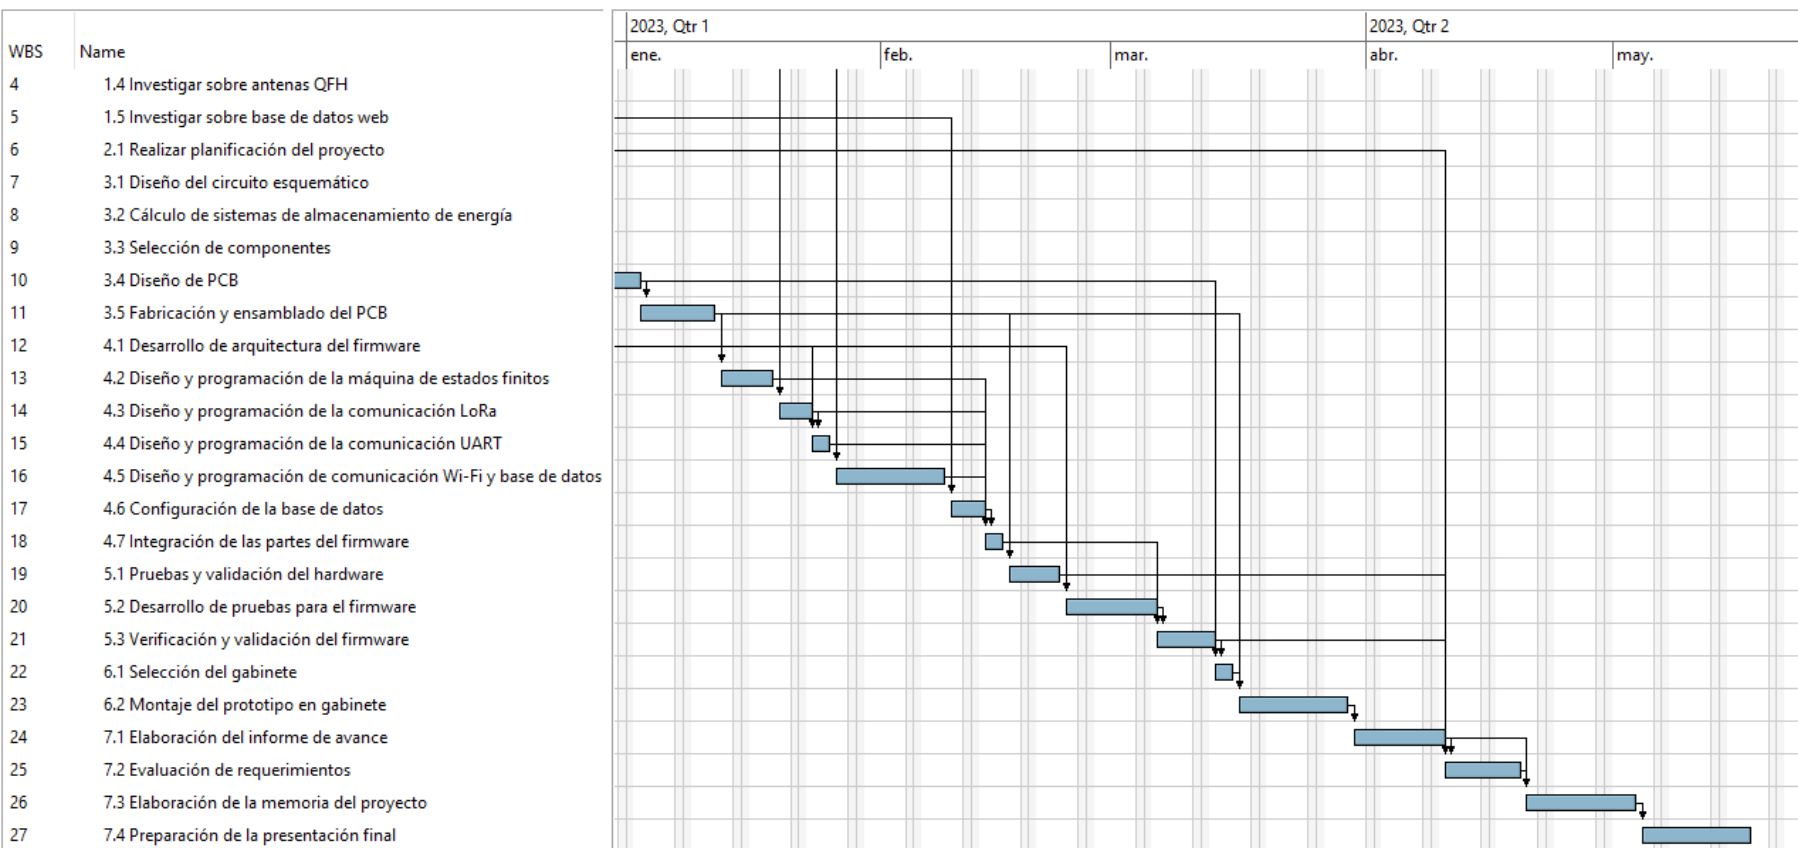 2023, Qtr 1 2023, Qtr 2
WBS Name ene. feb. mar. abr. may.
4 1.4 Investigar sobre antenas QFH
5 1.5 Investigar sobre base de datos web
6 2.1 Realizar planificación del proyecto
7 3.1 Diseño del circuito esquemático
8 3.2 Cálculo de sistemas de almacenamiento de energía
9 3.3 Selección de componentes
10 3.4 Diseño de PCB
11 3.5 Fabricación y ensamblado del PCB
12 4.1 Desarrollo de arquitectura del firmware
13 4.2 Diseño y programación de la máquina de estados finitos
14 4.3 Diseño y programación de la comunicación LoRa
15 4.4 Diseño y programación de la comunicación UART
16 4.5 Diseño y programación de comunicación Wi-Fi y base de datos
17 4.6 Configuración de la base de datos
18 4.7 Integración de las partes del firmware
19 5.1 Pruebas y validación del hardware
20 5.2 Desarrollo de pruebas para el firmware
21 5.3 Verificación y validación del firmware
22 6.1 Selección del gabinete
23 6.2 Montaje del prototipo en gabinete
24 7.1 Elaboración del informe de avance
25 7.2 Evaluación de requerimientos
26 7.3 Elaboración de la memoria del proyecto
27 7.4 Preparación de la presentación final